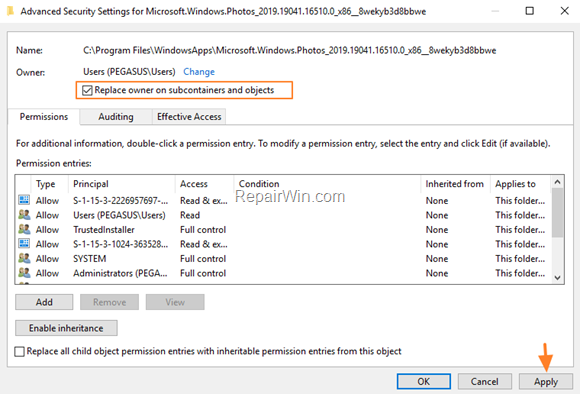 Advanced Security Settings for Microsoft.Windows.Photos_2019.19041.16510.0_x86__8wekyb3d8bbwe
Name: C:\Program Files\WindowsApps\Microsoft.Windows.Photos_2019.19041.16510.0_x86__8wekyb3d8bbwe
Owner: Users (PEGASUS\Users) Change
Replace owner on subcontainers and objects
Permissions Auditing Effective Access
For additional information, double-click a permission entry. To modify a permission entry, select the entry and click Edit (if available).
Permission entries:
Type Principal Access Condition Inherited from Applies to
Allow S-1-15-3-2226957697-... Read & ex... None This folder...
RepairWin.com
Allow Users (PEGASUS\Users) Read None This folder...
Allow TrustedInstaller Full control None This folder...
Allow S-1-15-3-1024-363528... Read & ex... None This folder...
Allow SYSTEM Full control None This folder...
Allow Administrators (PEGA... Full control None This folder...
Add Remove View
Enable inheritance
Replace all child object permission entries with inheritable permission entries from this object
OK Cancel Apply